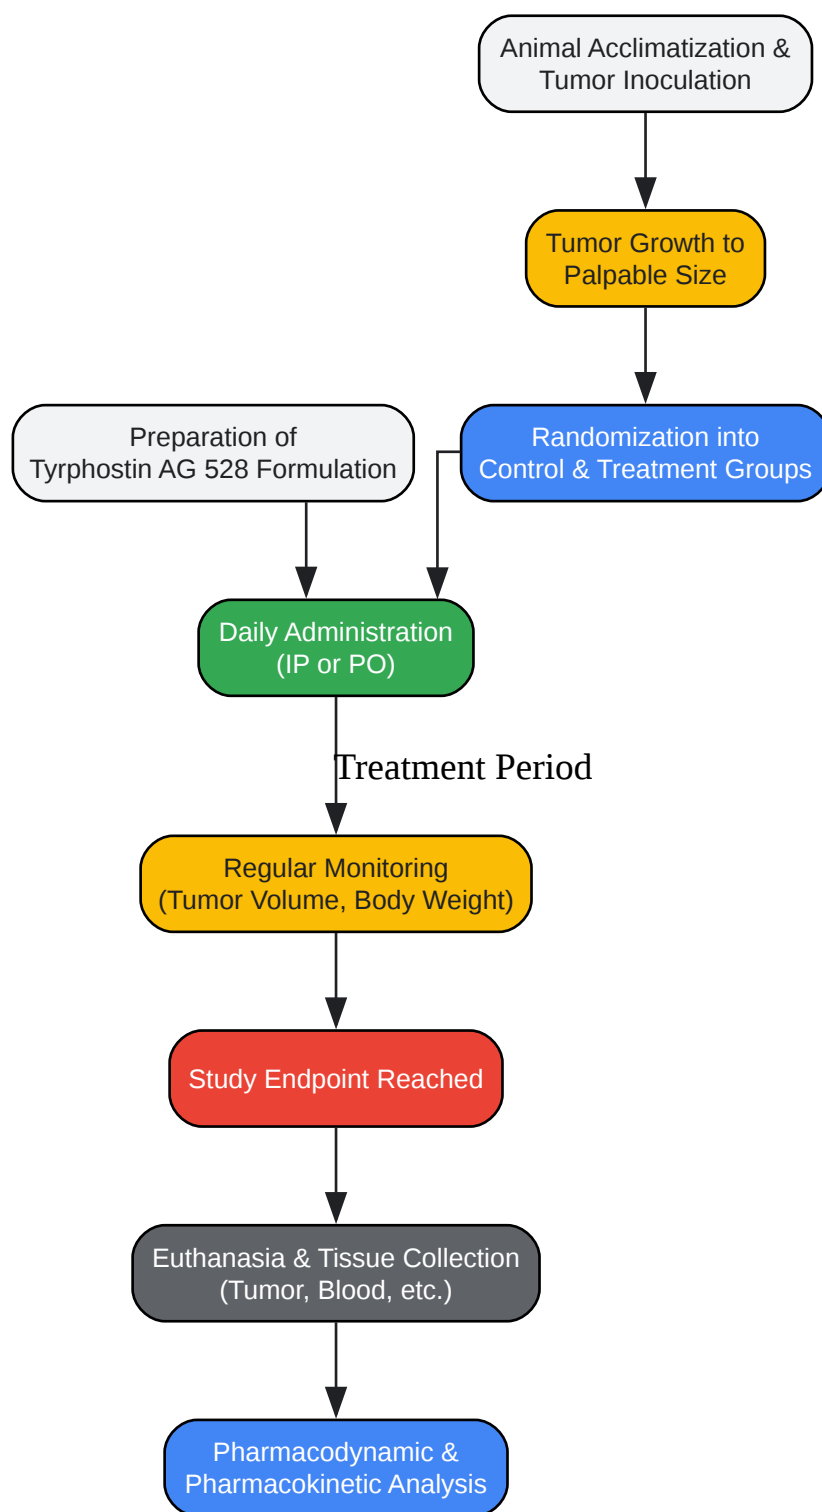 Animal Acclimatization &
Tumor Inoculation
Tumor Growth to
Palpable Size
Preparation of
Tyrphostin AG 528 Formulation
Randomization into
Control & Treatment Groups
Daily Administration
(IP or PO)
Treatment Period
Regular Monitoring
(Tumor Volume, Body Weight)
Study Endpoint Reached
Euthanasia & Tissue Collection
(Tumor, Blood, etc.)
Pharmacodynamic &
Pharmacokinetic Analysis